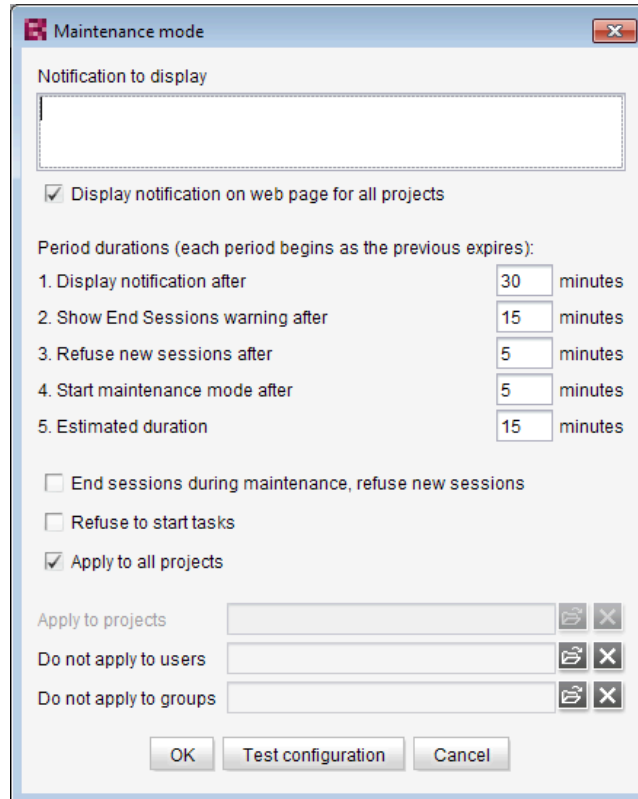 Maintenance mode
Notification to display
Display notification on web page for all projects
Period durations (each period begins as the previous expires):
1. Display notification after 30 minutes
2. Show End Sessions warning after 15 minutes
3. Refuse new sessions after 5 minutes
4. Start maintenance mode after 5 minutes
5. Estimated duration 15 minutes
End sessions during maintenance, refuse new sessions
Refuse to start tasks
Apply to all projects
Apply to projects
Do not apply to users
Do not apply to groups
OK Test configuration Cancel